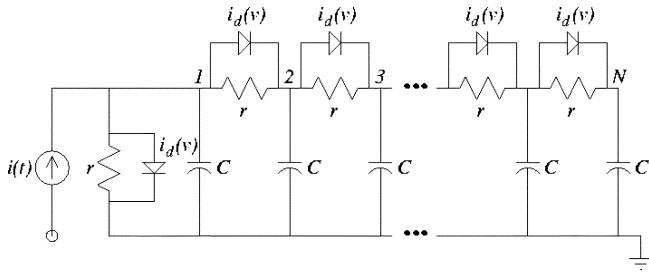 i_d(v) i_d(v) i_d(v) i_d(v)
1 2 3 ••• N
r r r r
i(t) r i_d(v) C C C C C
•••